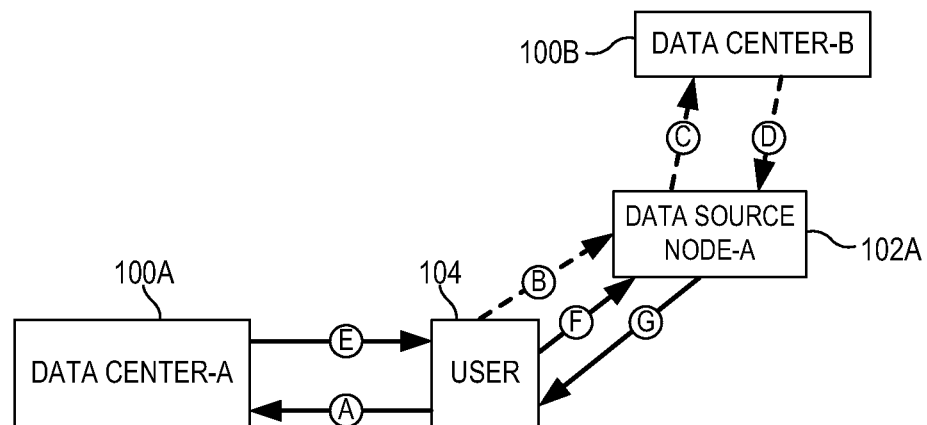 100B
DATA CENTER-B
C
D
DATA SOURCE
NODE-A
102A
100A
104
B
F
G
DATA CENTER-A
E
USER
A